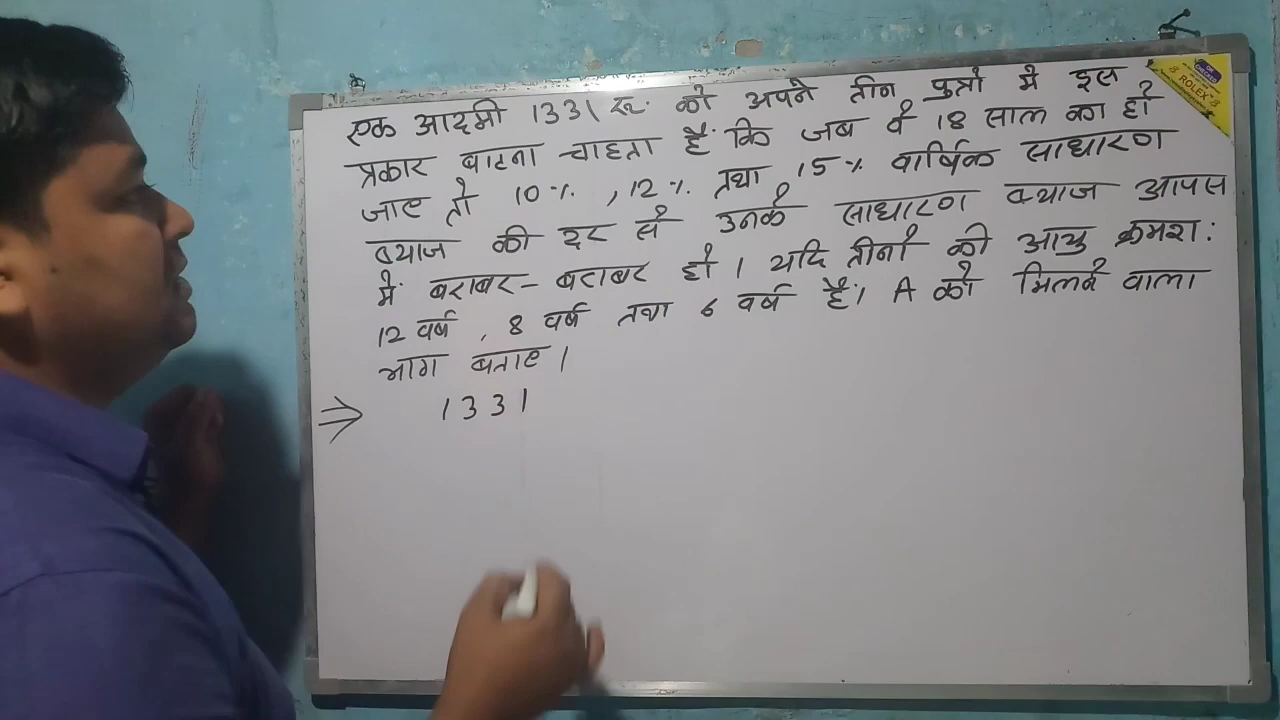 एक आदमी 1331 रू. को अपने तीन पुत्रो मे इस
प्रकार बाटना चाहता है कि जब वे 18 साल का हो
जाए तो 10%, 12% तथा 15% वार्षिक साधारण
ब्याज की दर से उनके साधारण ब्याज आपस
में बराबर-बराबर हो। यदि तीनों की आयु क्रमश:
12 वर्ष, 8 वर्ष तथा 6 वर्ष है। A को मिलने वाला
भाग बताए।
⇒ 1331
ROLEX